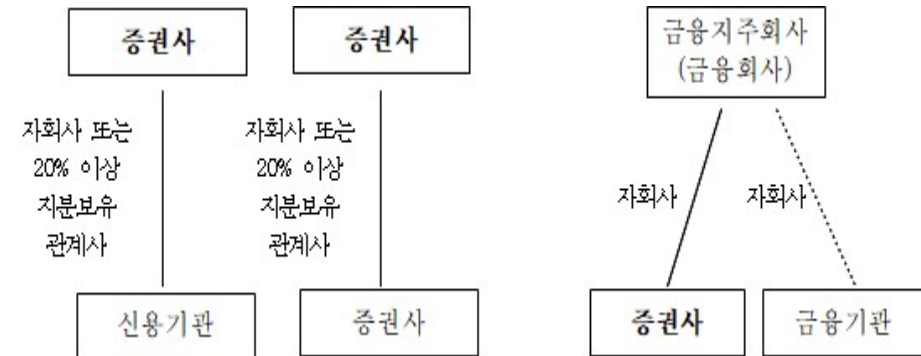 증권사
자회사 또는
20% 이상
지분보유
관계사
신용기관
증권사
자회사 또는
20% 이상
지분보유
관계사
증권사
금융지주회사
(금융회사)
자회사
자회사
증권사
금융기관